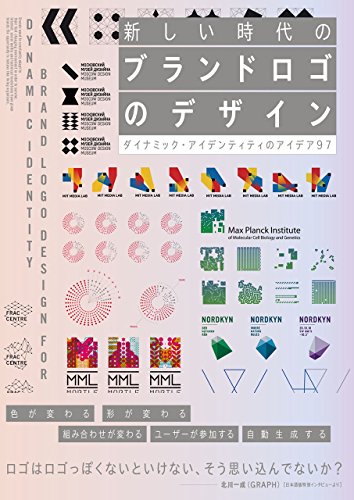 新しい時代の
ブランドロゴ
のデザイン
ダイナミック・アイデンティティのアイデア97
DYNAMIC IDENTITY
BRAND LOGO DESIGN FOR
МОСКОВСКИЙ
МУЗЕЙ ДИЗАЙНА
MOSCOW DESIGN
MUSEUM
МОСКОВСКИЙ
МУЗЕЙ ДИЗАЙНА
MOSCOW DESIGN
MUSEUM
МОСКОВСКИЙ
МУЗЕЙ ДИЗАЙНА
MOSCOW DESIGN
MUSEUM
МОСКОВСКИЙ
МУЗЕЙ ДИЗАЙНА
MOSCOW DESIGN
MUSEUM
MIT MEDIA LAB
MIT MEDIA LAB
MIT MEDIA LAB
MIT MEDIA LAB
MIT MEDIA LAB
MIT MEDIA LAB
Max Planck Institute
of Molecular Cell Biology and Genetics
NORDKYN
NORDKYN
NORDKYN
FRAC
CENTRE
FRAC
CENTRE
FRAC
CENTRE
MML
MML
MML
MORTLE
色が変わる
形が変わる
組み合わせが変わる
ユーザーが参加する
自動生成する
ロゴはロゴっぽくないといけない、そう思い込んでないか?
北川一成(GRAPH)[日本語版特別インタビューより]